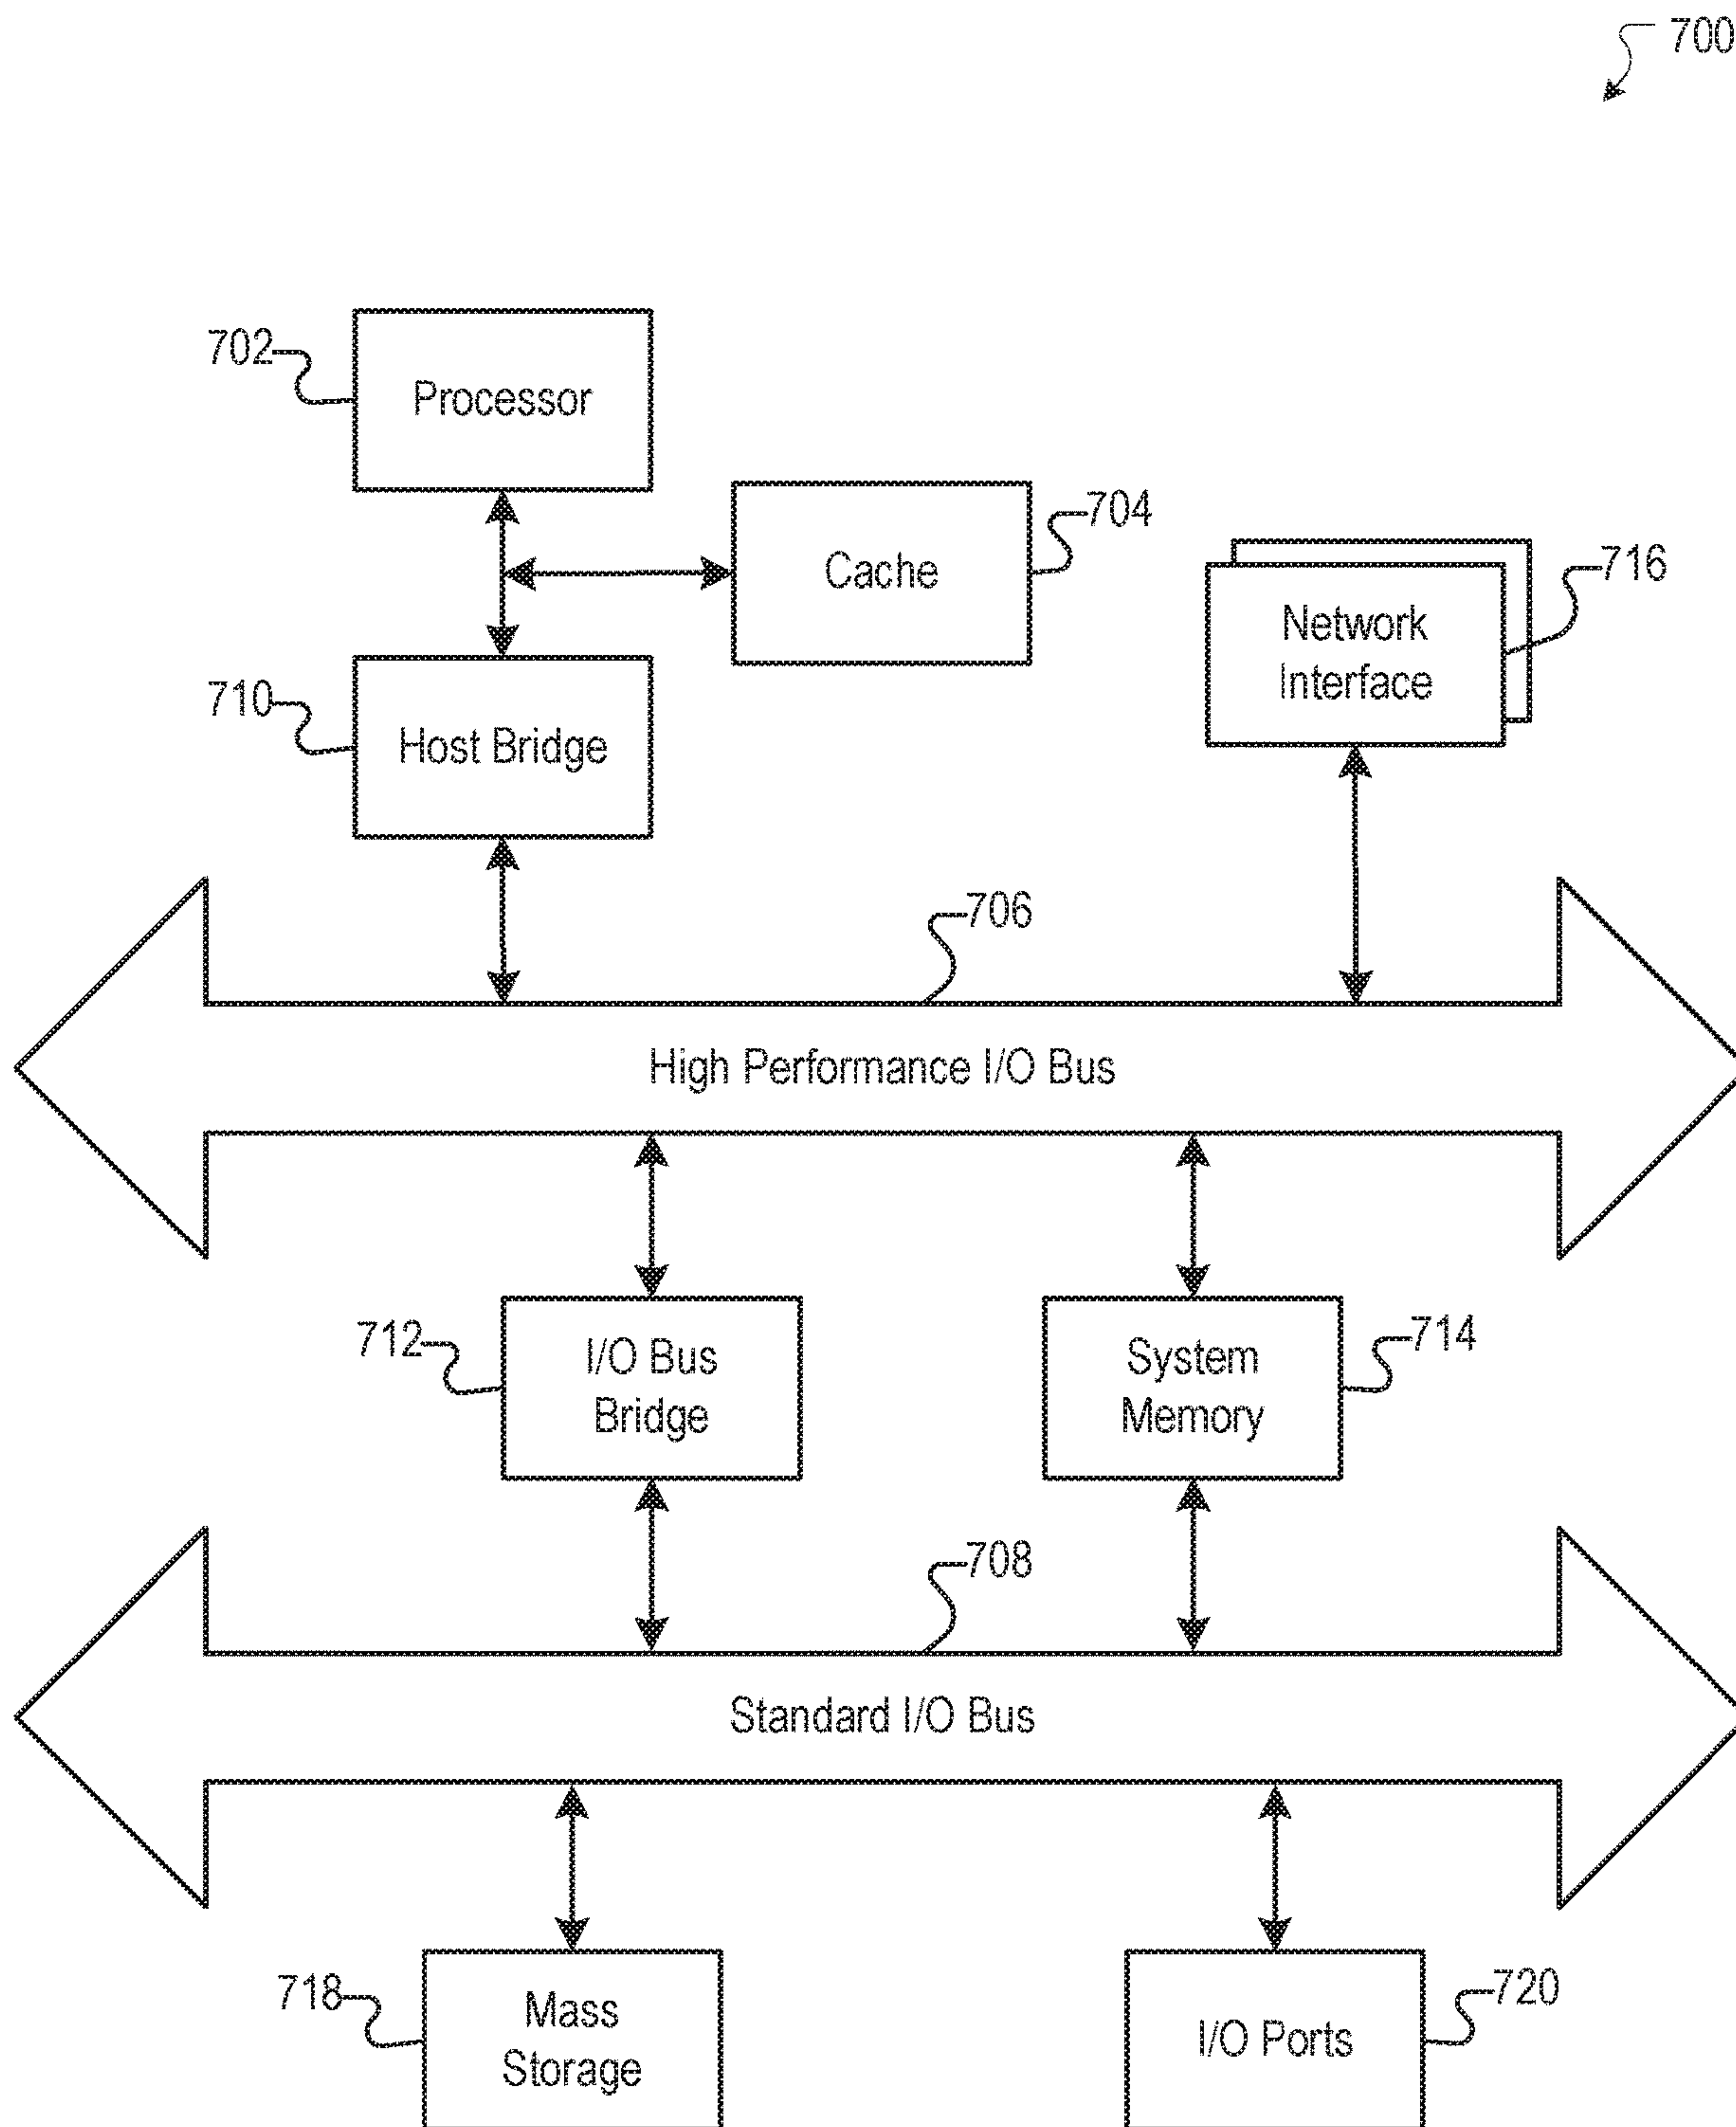 700
702
Processor
Cache
704
Network
Interface
716
710
Host Bridge
706
High Performance I/O Bus
712
I/O Bus
Bridge
System
Memory
714
708
Standard I/O Bus
718
Mass
Storage
I/O Ports
720